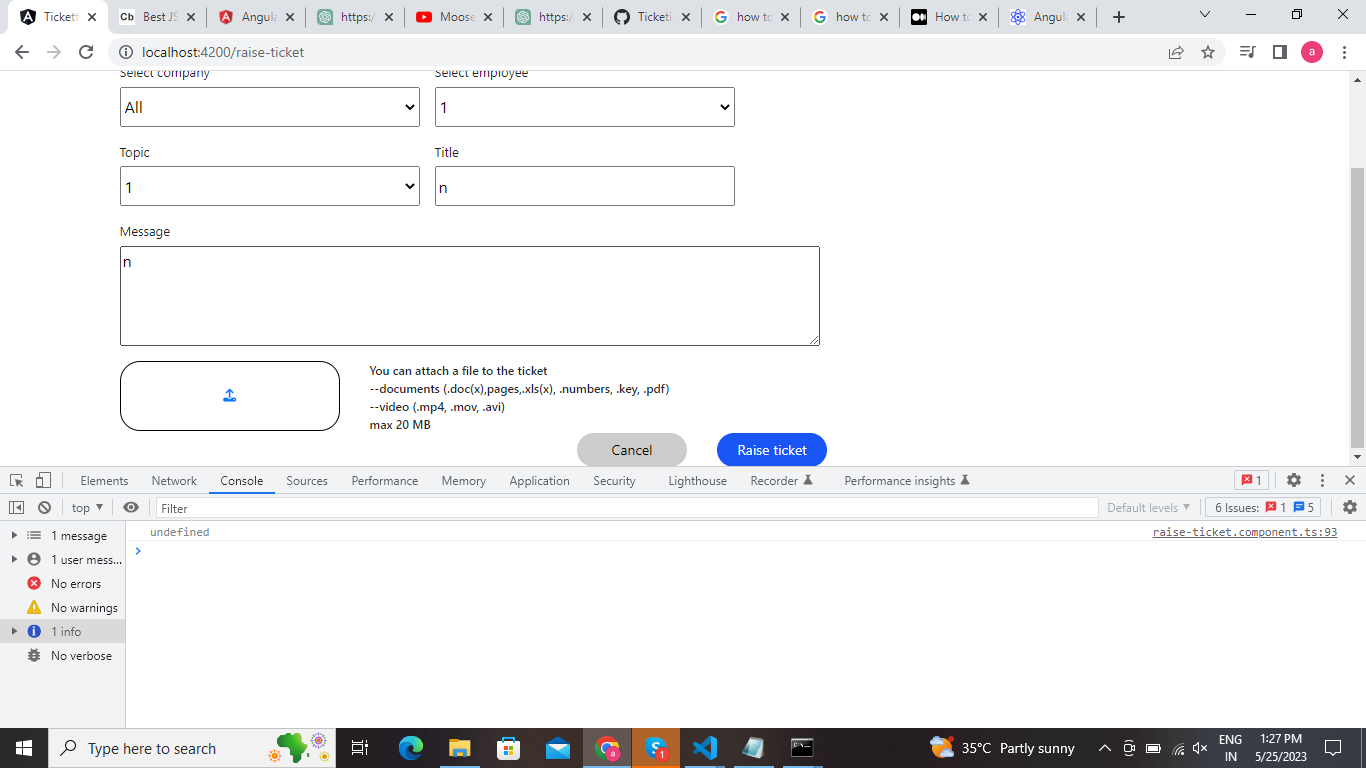 Tickett
Best JS
Angula
https:/
Moose
https:/
Ticketi
how to
how to
How to
Angula
localhost:4200/raise-ticket
a
Select company
Select employee
All
1
Topic
Title
1
n
Message
n
You can attach a file to the ticket
--documents (.doc(x),pages,.xls(x), .numbers, .key, .pdf)
--video (.mp4, .mov, .avi)
max 20 MB
Cancel
Raise ticket
Elements
Network
Console
Sources
Performance
Memory
Application
Security
Lighthouse
Recorder
Performance insights
1
top
Filter
Default levels
6 Issues:
1
5
1 message
undefined
raise-ticket.component.ts:93
1 user mess...
No errors
No warnings
1 info
No verbose
Type here to search
a
1
35°C Partly sunny
ENG
IN
1:27 PM
5/25/2023